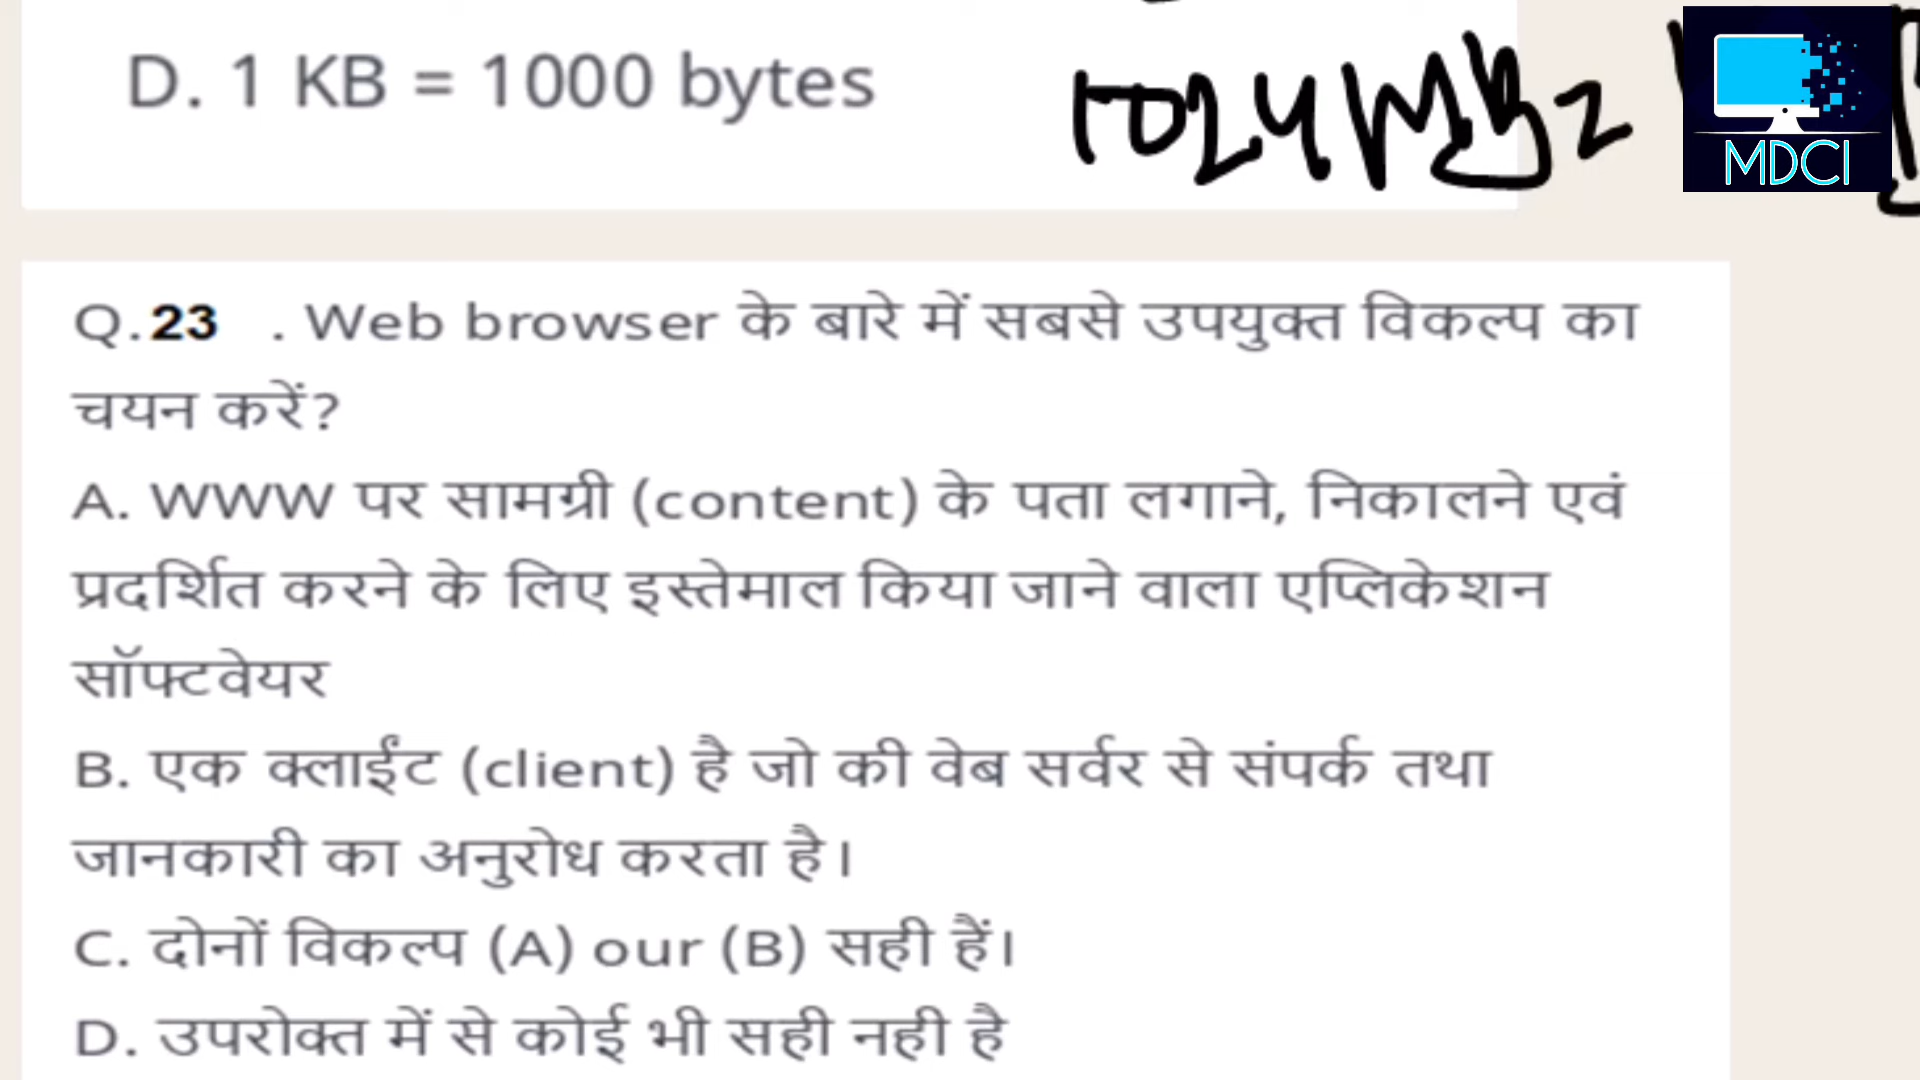 D. 1 KB = 1000 bytes
1024 MB =
MDCI
Q.23 . Web browser के बारे में सबसे उपयुक्त विकल्प का
चयन करें?
A. WWW पर सामग्री (content) के पता लगाने, निकालने एवं
प्रदर्शित करने के लिए इस्तेमाल किया जाने वाला एप्लिकेशन
सॉफ्टवेयर
B. एक क्लाईंट (client) है जो की वेब सर्वर से संपर्क तथा
जानकारी का अनुरोध करता है।
C. दोनों विकल्प (A) our (B) सही हैं।
D. उपरोक्त में से कोई भी सही नही है